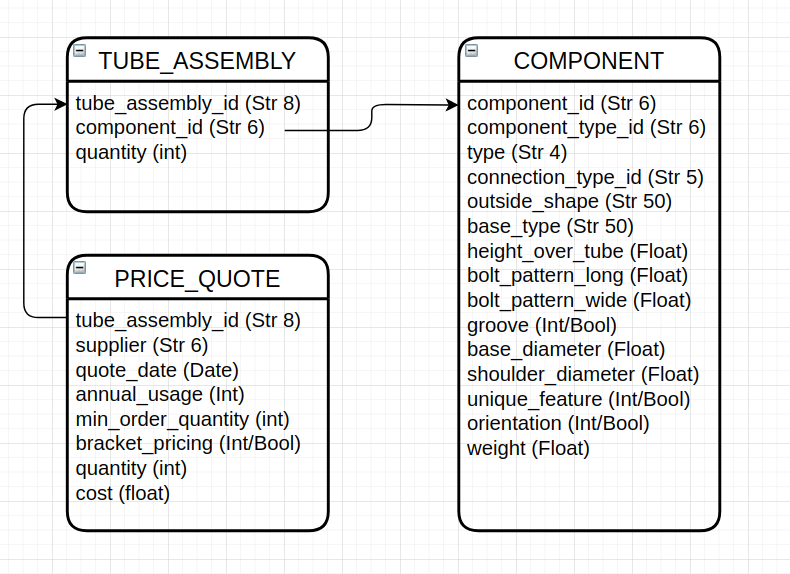 TUBE_ASSEMBLY
tube_assembly_id (Str 8)
component_id (Str 6)
quantity (int)
PRICE_QUOTE
tube_assembly_id (Str 8)
supplier (Str 6)
quote_date (Date)
annual_usage (Int)
min_order_quantity (int)
bracket_pricing (Int/Bool)
quantity (int)
cost (float)
COMPONENT
component_id (Str 6)
component_type_id (Str 6)
type (Str 4)
connection_type_id (Str 5)
outside_shape (Str 50)
base_type (Str 50)
height_over_tube (Float)
bolt_pattern_long (Float)
bolt_pattern_wide (Float)
groove (Int/Bool)
base_diameter (Float)
shoulder_diameter (Float)
unique_feature (Int/Bool)
orientation (Int/Bool)
weight (Float)